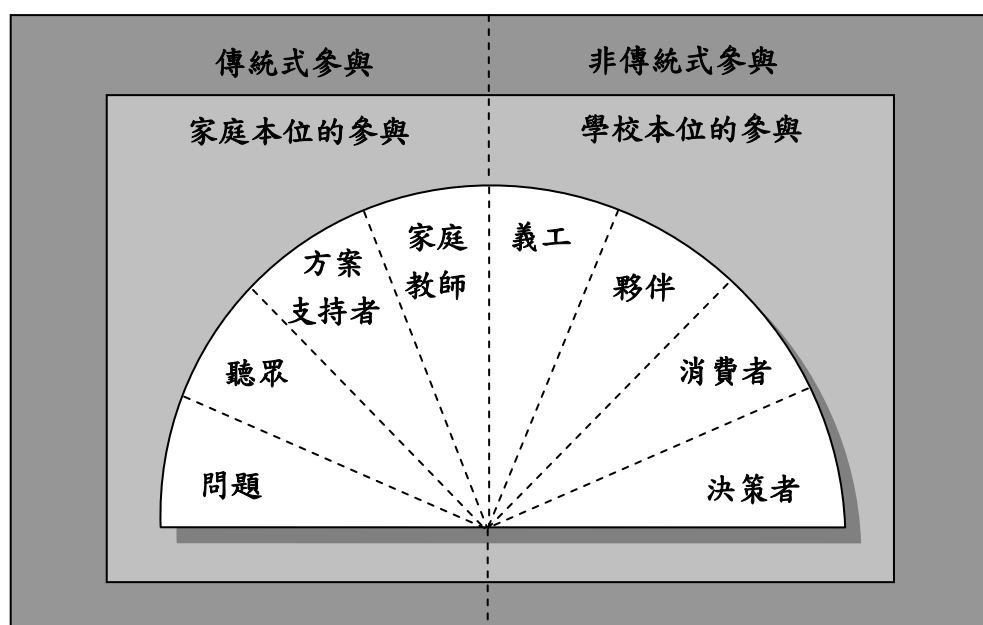 傳統式參與
非傳統式參與
家庭本位的參與
學校本位的參與
問題
聽眾
方案
支持者
家庭
教師
義工
夥伴
消費者
決策者